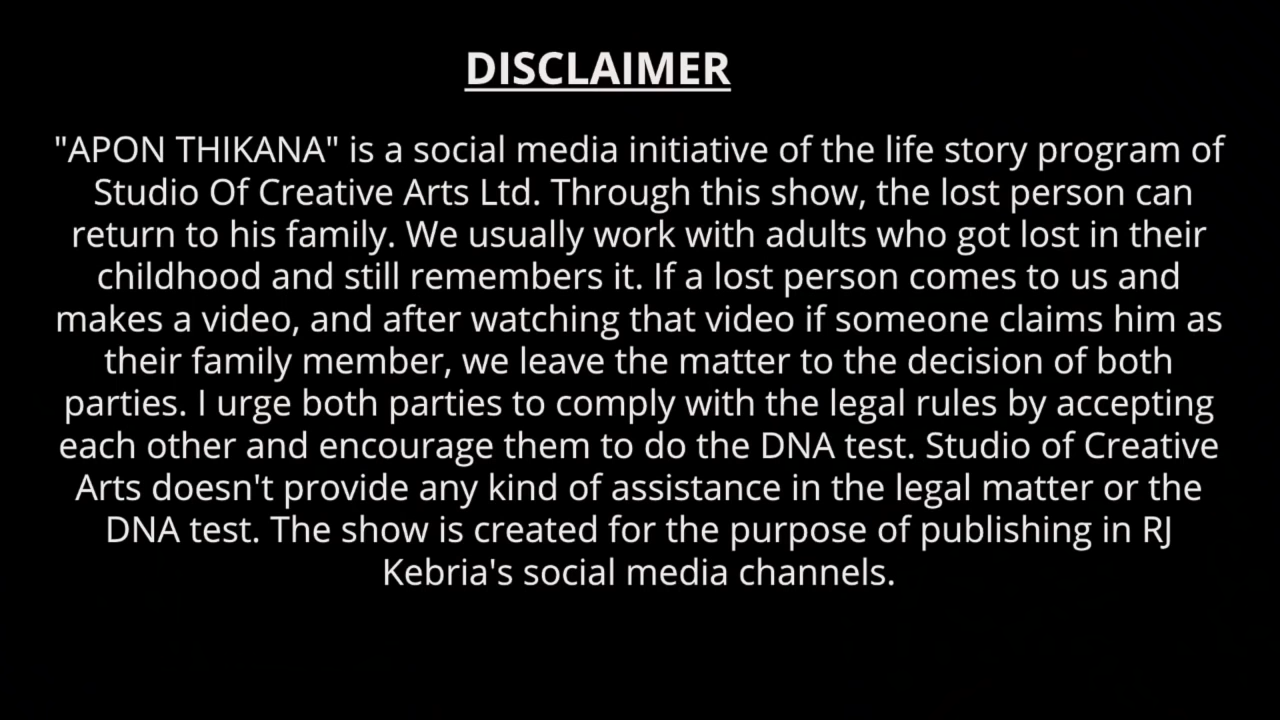 DISCLAIMER
"APON THIKANA" is a social media initiative of the life story program of
Studio Of Creative Arts Ltd. Through this show, the lost person can
return to his family. We usually work with adults who got lost in their
childhood and still remembers it. If a lost person comes to us and
makes a video, and after watching that video if someone claims him as
their family member, we leave the matter to the decision of both
parties. I urge both parties to comply with the legal rules by accepting
each other and encourage them to do the DNA test. Studio of Creative
Arts doesn't provide any kind of assistance in the legal matter or the
DNA test. The show is created for the purpose of publishing in RJ
Kebria's social media channels.